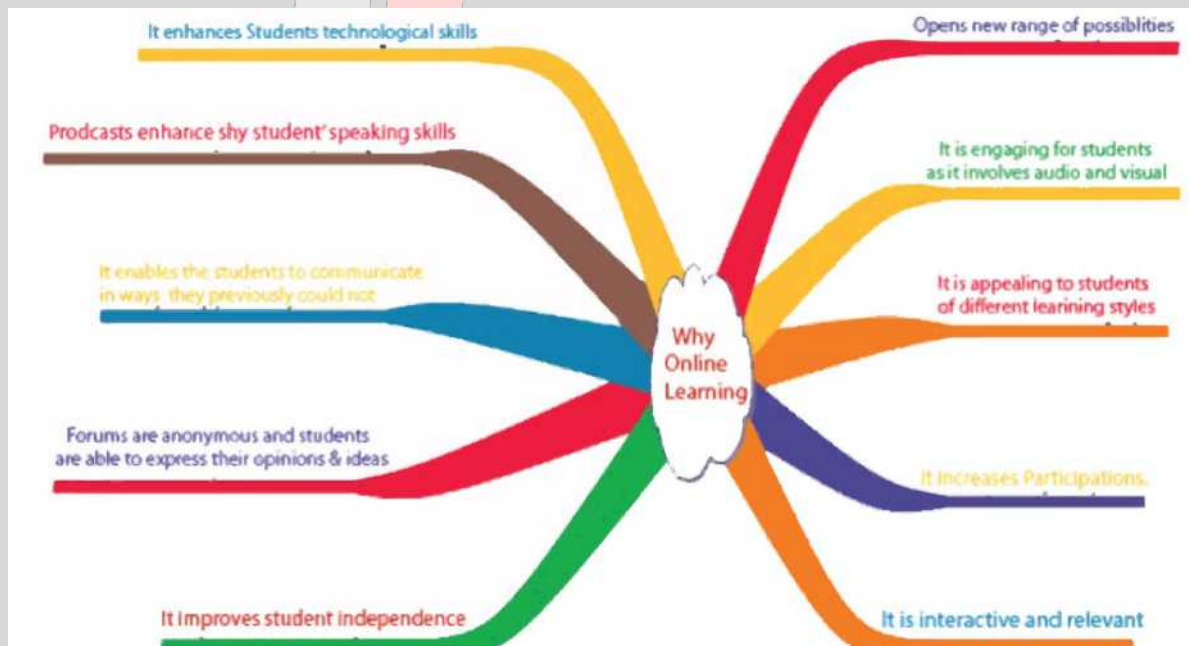 It enhances Students technological skills
Prodcasts enhance shy student' speaking skills
It enables the students to communicate
in ways they previously could not
Forums are anonymous and students
are able to express their opinions & ideas
It improves student independence
Why
Online
Learning
Opens new range of possiblities
It is engaging for students
as it involves audio and visual
It is appealing to students
of different learining styles
It increases Participations.
It is interactive and relevant